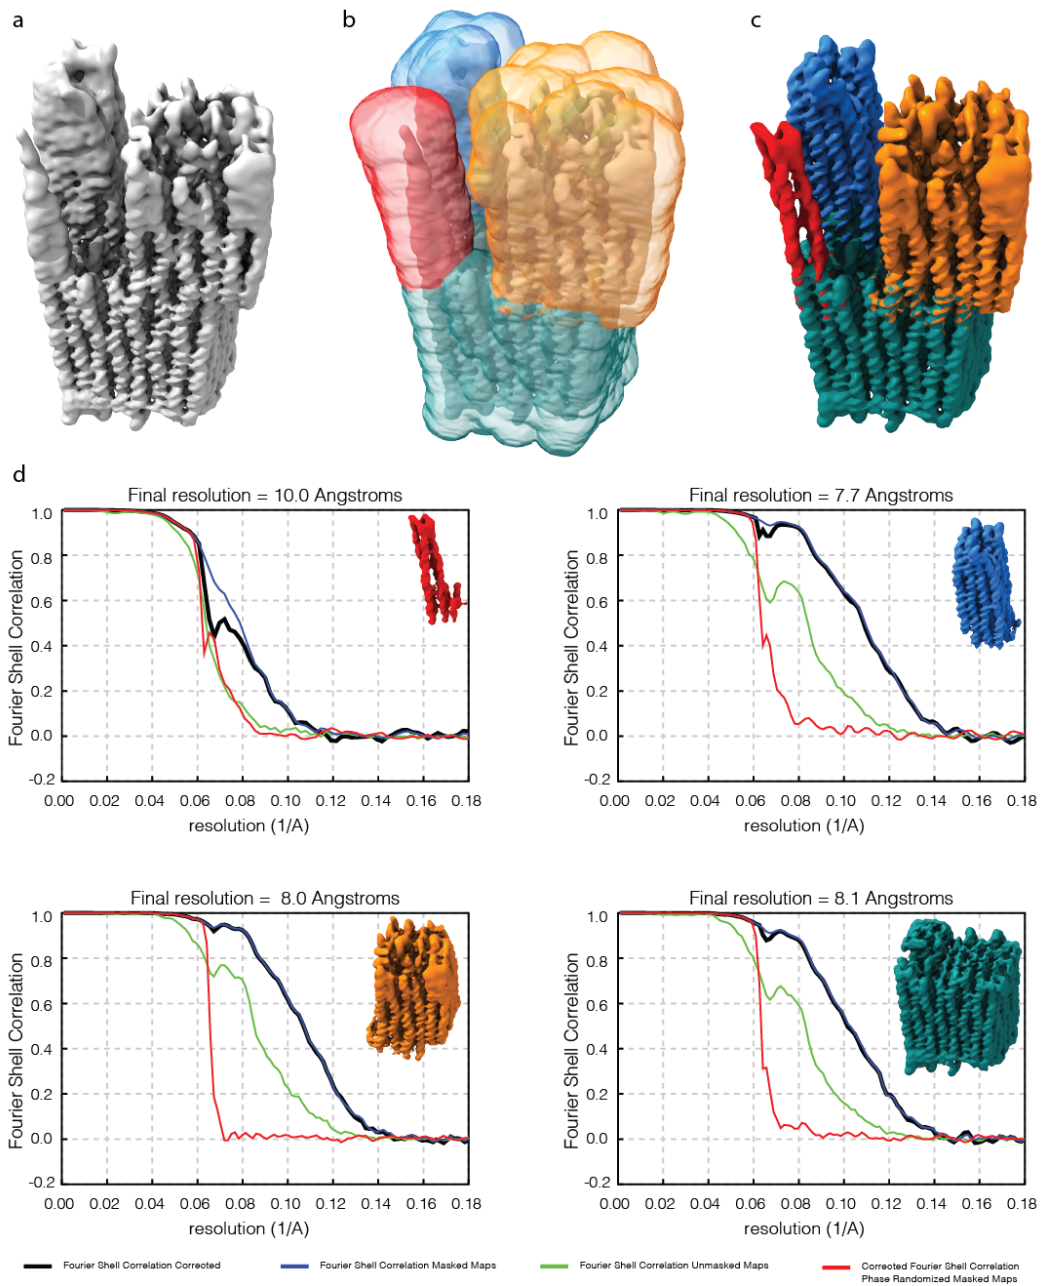 a
b
c
d
Final resolution = 10.0 Angstroms
1.0
0.8
0.6
0.4
0.2
0.0
-0.2
Fourier Shell Correlation
0.00 0.02 0.04 0.06 0.08 0.10 0.12 0.14 0.16 0.18
resolution (1/A)
Final resolution = 7.7 Angstroms
1.0
0.8
0.6
0.4
0.2
0.0
-0.2
Fourier Shell Correlation
0.00 0.02 0.04 0.06 0.08 0.10 0.12 0.14 0.16 0.18
resolution (1/A)
Final resolution = 8.0 Angstroms
1.0
0.8
0.6
0.4
0.2
0.0
-0.2
Fourier Shell Correlation
0.00 0.02 0.04 0.06 0.08 0.10 0.12 0.14 0.16 0.18
resolution (1/A)
Final resolution = 8.1 Angstroms
1.0
0.8
0.6
0.4
0.2
0.0
-0.2
Fourier Shell Correlation
0.00 0.02 0.04 0.06 0.08 0.10 0.12 0.14 0.16 0.18
resolution (1/A)
Fourier Shell Correlation Corrected
Fourier Shell Correlation Masked Maps
Fourier Shell Correlation Unmasked Maps
Corrected Fourier Shell Correlation
Phase Randomized Masked Maps